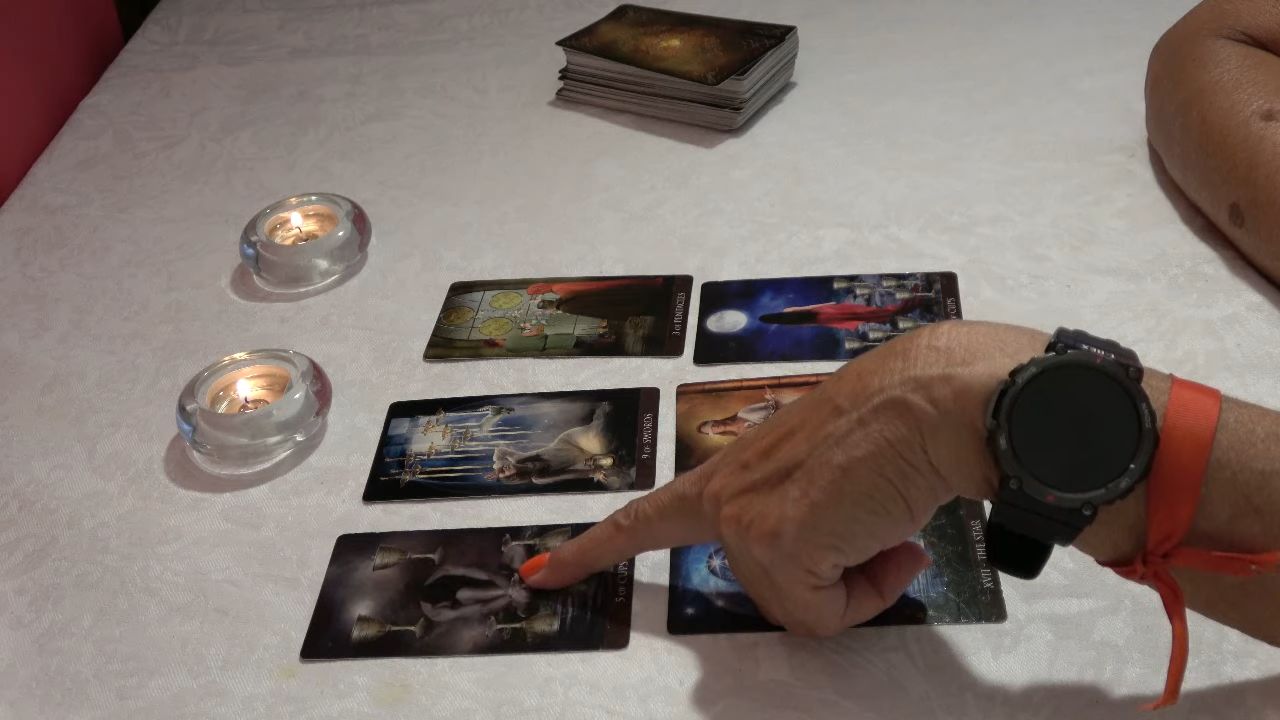 3 OF PENTACLES
CUPS
9 OF SWORDS
5 OF CUPS
XVII - THE STAR